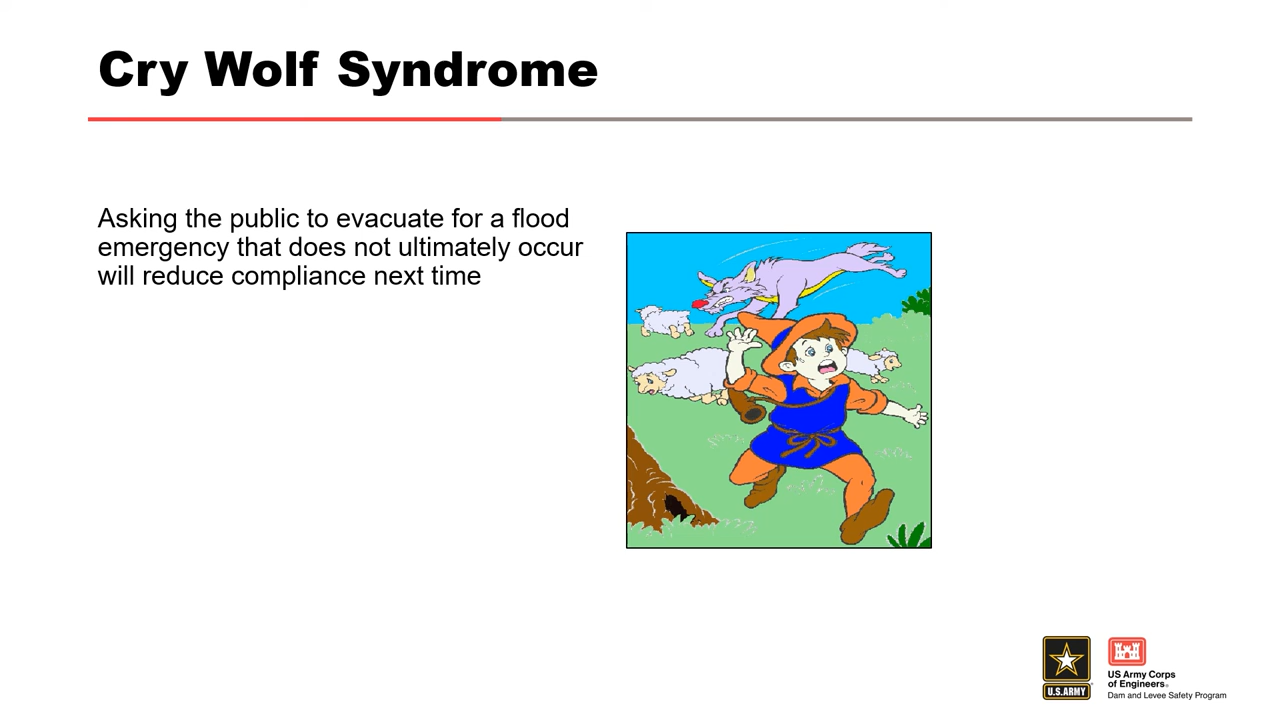 Cry Wolf Syndrome
Asking the public to evacuate for a flood
emergency that does not ultimately occur
will reduce compliance next time
U.S.ARMY
US Army Corps
of Engineers®
Dam and Levee Safety Program